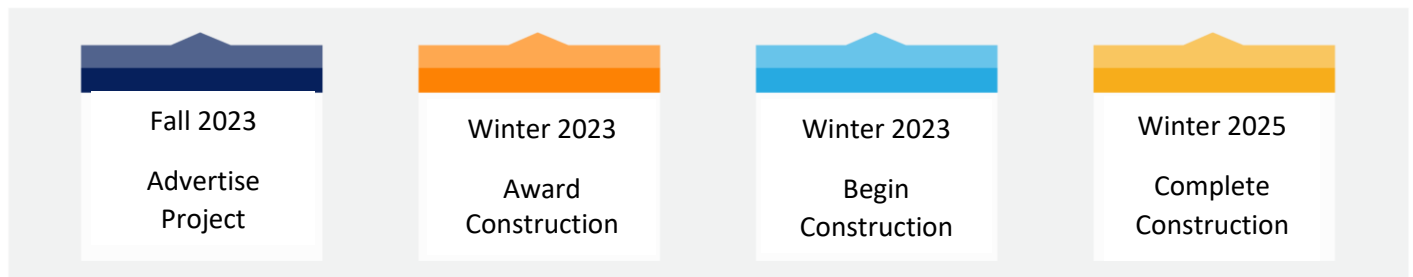 Fall 2023
Advertise
Project
Winter 2023
Award
Construction
Winter 2023
Begin
Construction
Winter 2025
Complete
Construction